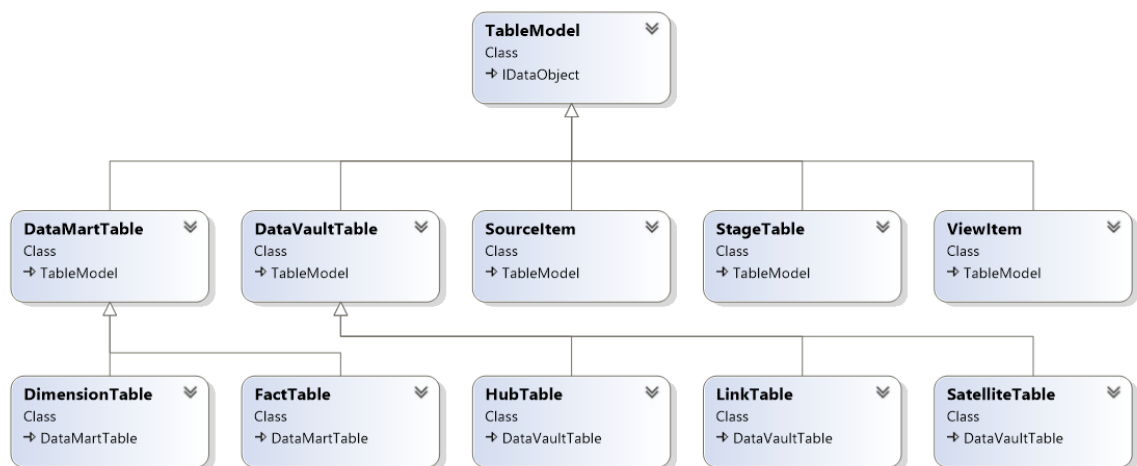 TableModel
Class
IDataObject
DataMartTable
Class
TableModel
DataVaultTable
Class
TableModel
SourceItem
Class
TableModel
StageTable
Class
TableModel
ViewItem
Class
TableModel
DimensionTable
Class
DataMartTable
FactTable
Class
DataMartTable
HubTable
Class
DataVaultTable
LinkTable
Class
DataVaultTable
SatelliteTable
Class
DataVaultTable